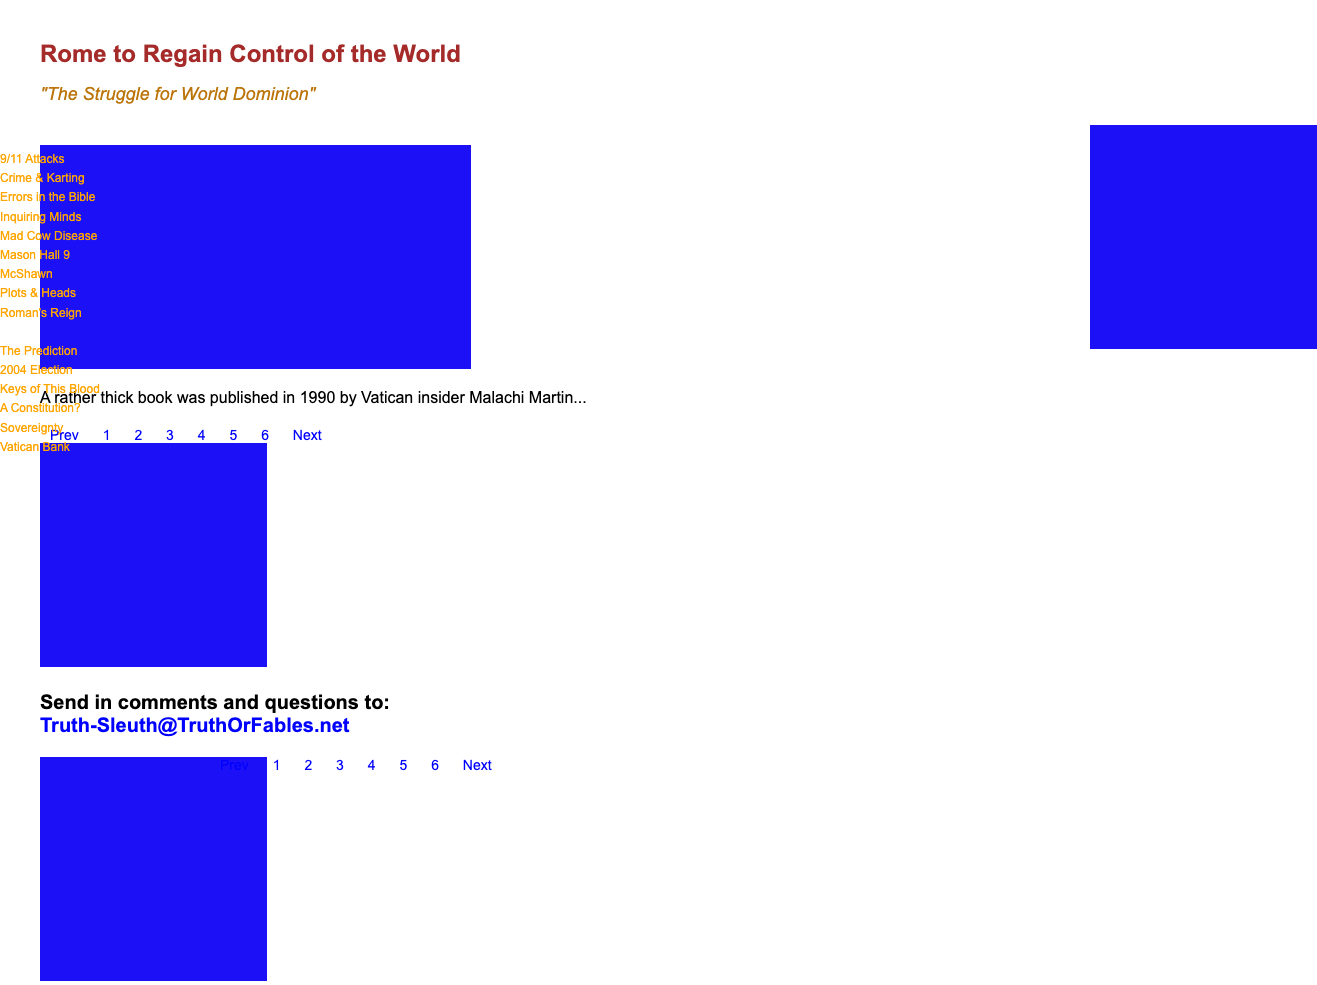 Rome to Regain Control of the World
"The Struggle for World Dominion"
9/11 Attacks
Crime & Karting
Errors in the Bible
Inquiring Minds
Mad Cow Disease
Mason Hall 9
McShawn
Plots & Heads
Roman's Reign
The Prediction
2004 Election
Keys of This Blood
A Constitution?
Sovereignty
Vatican Bank
A rather thick book was published in 1990 by Vatican insider Malachi Martin...
Prev 1 2 3 4 5 6 Next
Send in comments and questions to:
Truth-Sleuth@TruthOrFables.net
Prev 1 2 3 4 5 6 Next